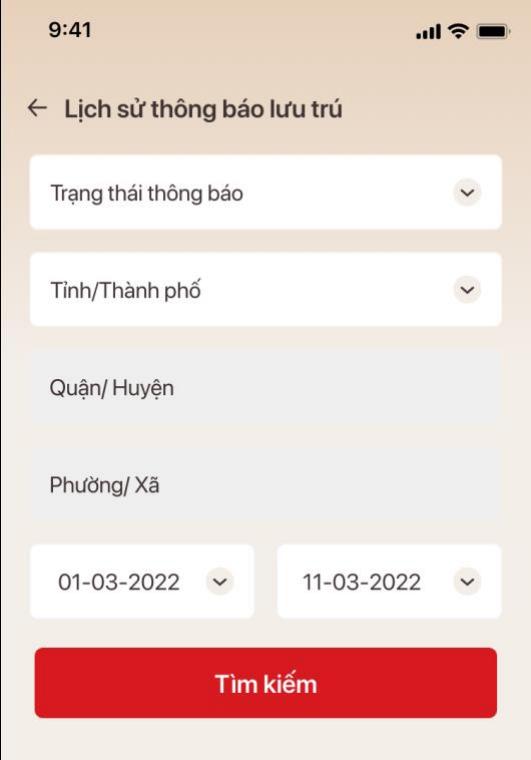 9:41
Lịch sử thông báo lưu trú
Trạng thái thông báo
Tỉnh/Thành phố
Quận/ Huyện
Phường/ Xã
01-03-2022 11-03-2022
Tìm kiếm